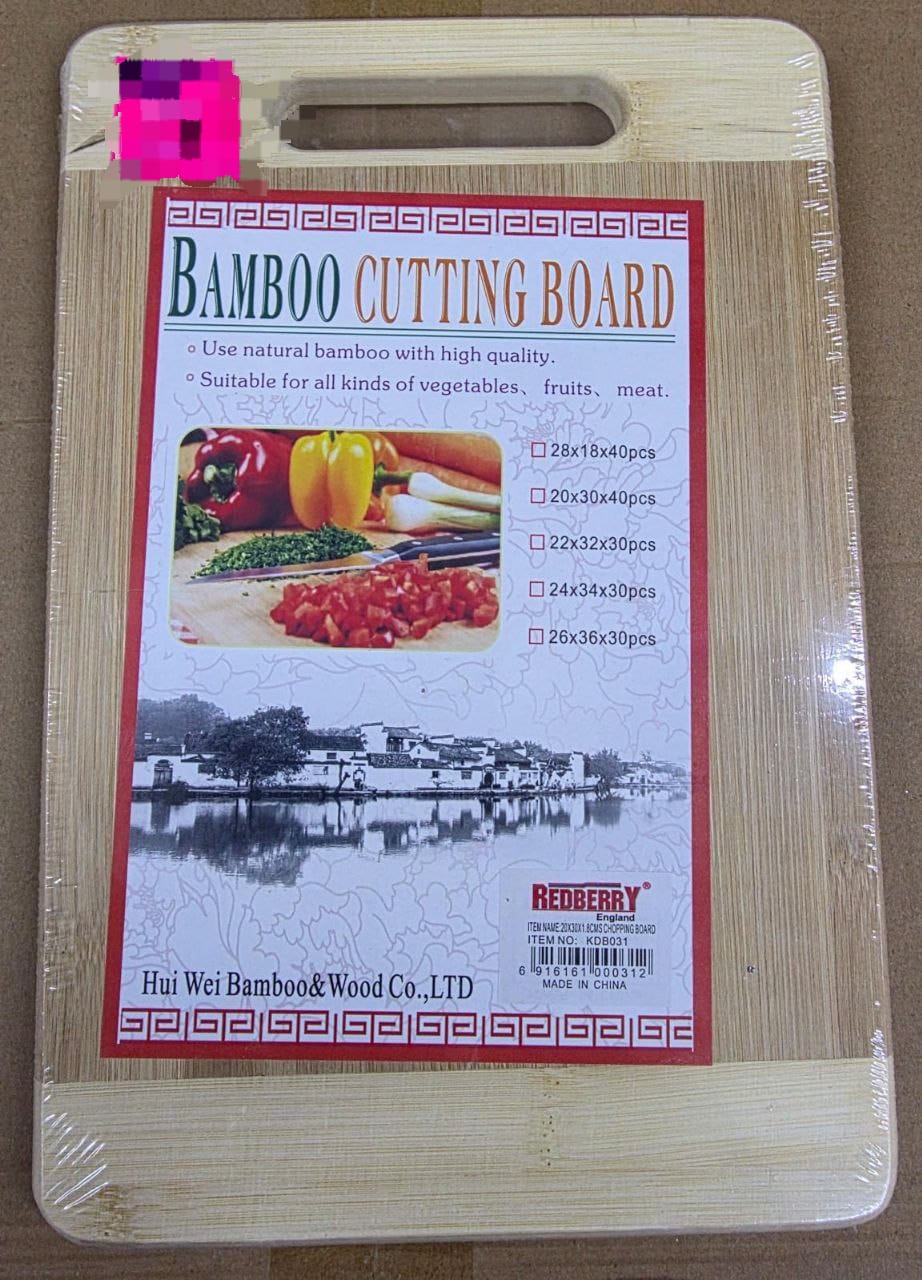 BAMBOO CUTTING BOARD
Use natural bamboo with high quality.
Suitable for all kinds of vegetables、 fruits、 meat.
28x18x40pcs
20x30x40pcs
22x32x30pcs
24x34x30pcs
26x36x30pcs
REDBERRY®
England
ITEM NAME:20X30X1.8CMS CHOPPING BOARD
ITEM NO: KDB031
6 916161 000312
MADE IN CHINA
Hui Wei Bamboo&Wood Co.,LTD